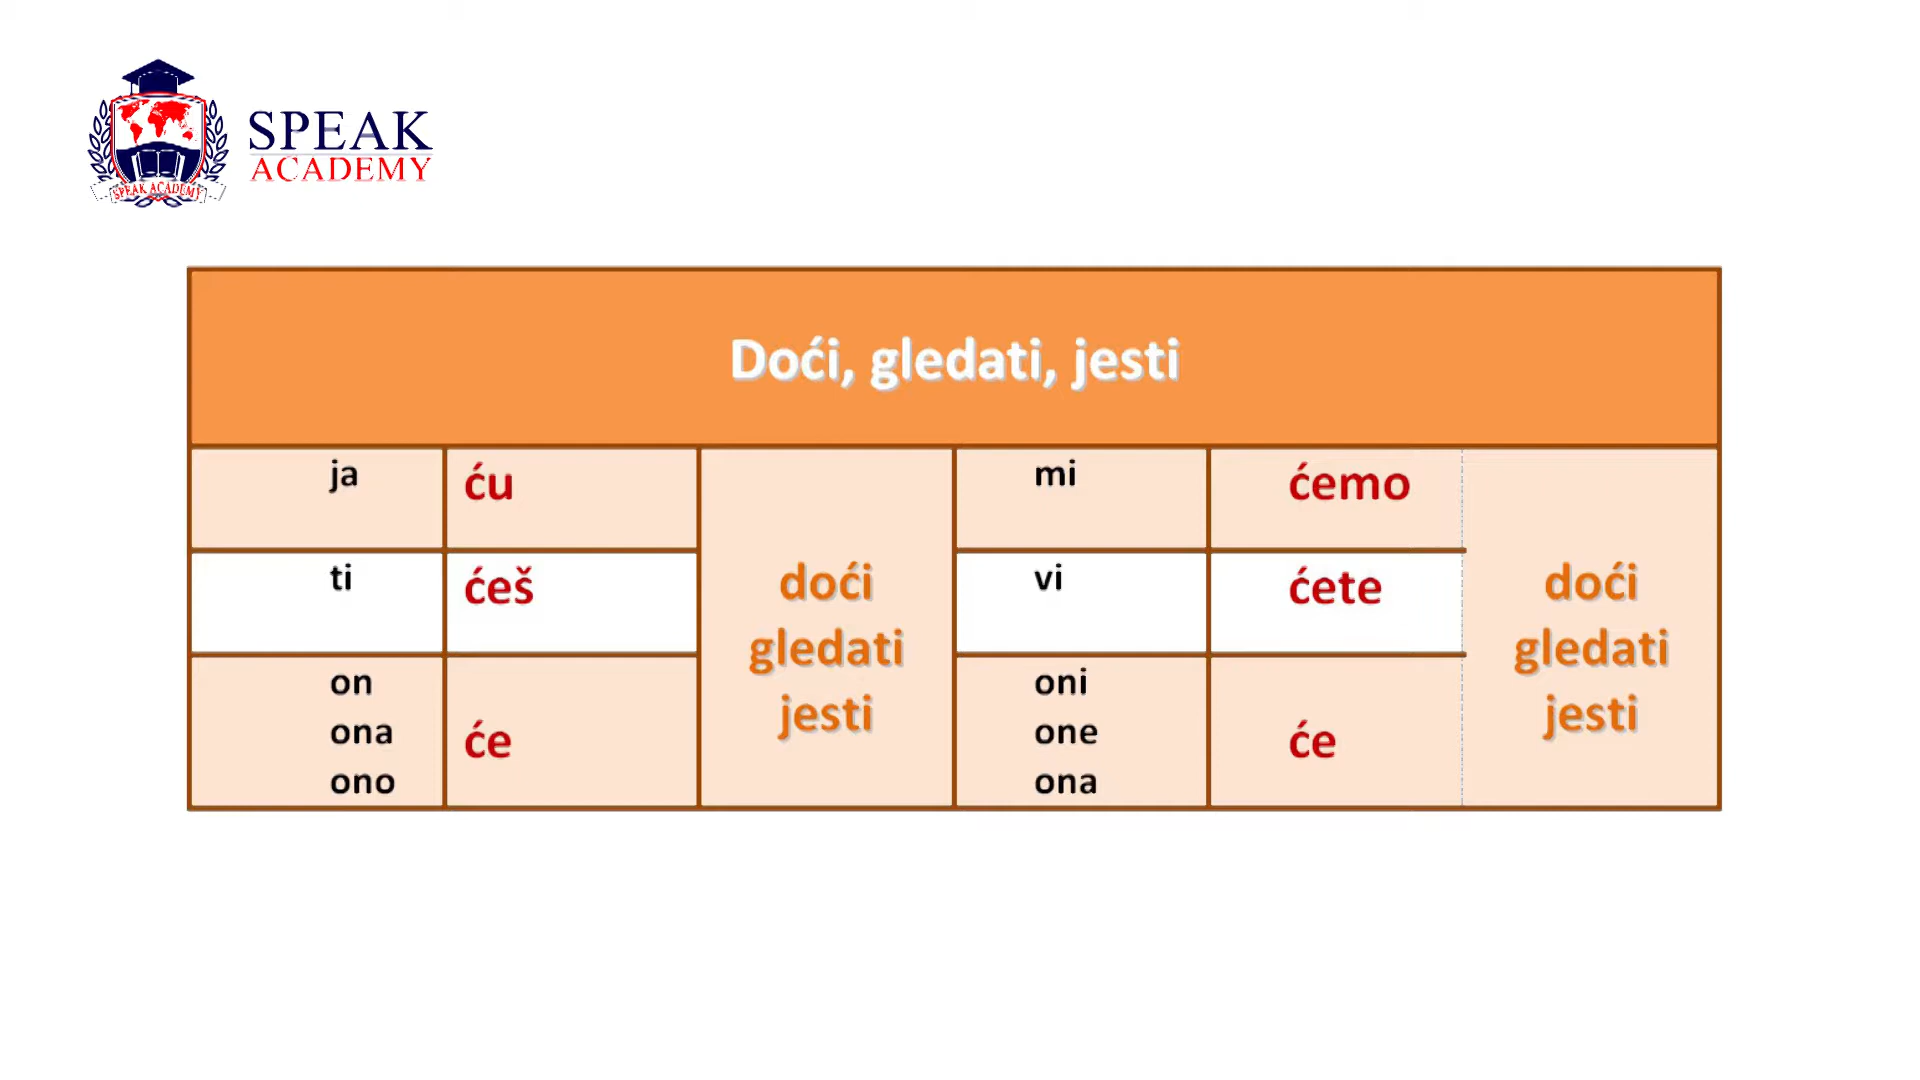 SPEAK
ACADEMY
SPEAK ACADEMY
Doći, gledati, jesti
ja
ću
mi
ćemo
ti
ćeš
vi
ćete
doći
gledati
jesti
doći
gledati
jesti
on
ona
ono
će
oni
one
ona
će